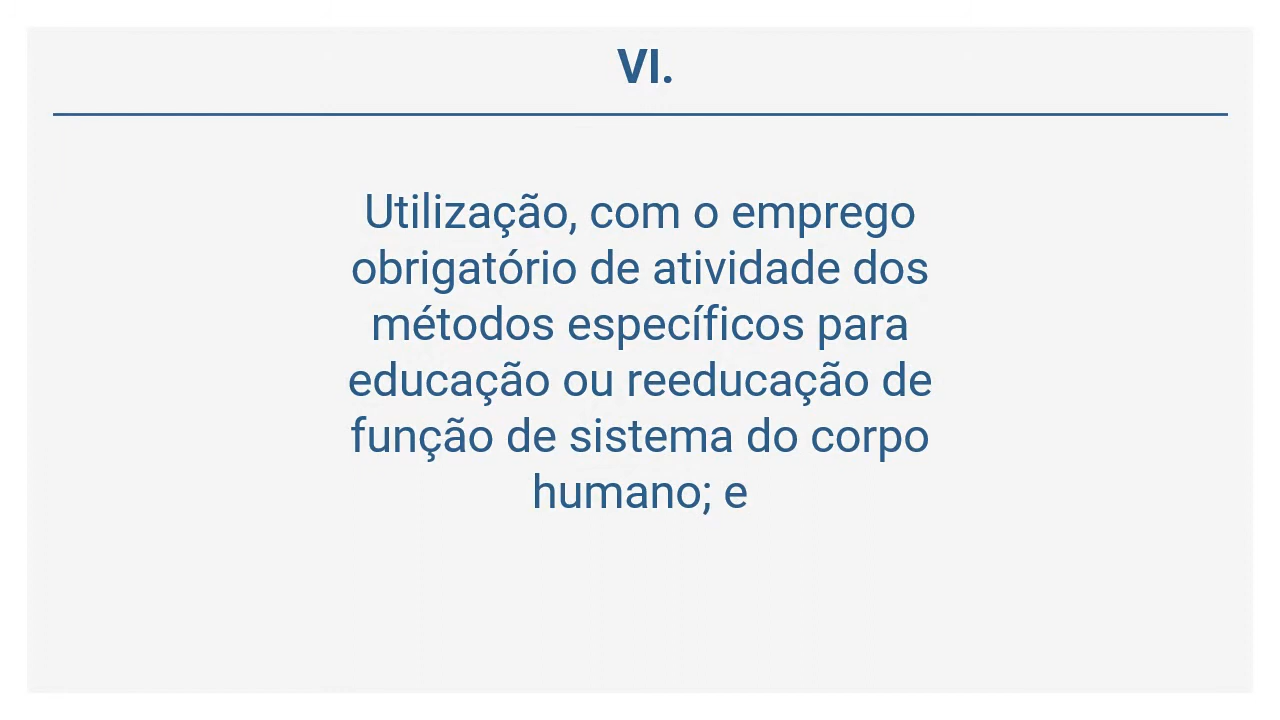 VI.
Utilização, com o emprego
obrigatório de atividade dos
métodos específicos para
educação ou reeducação de
função de sistema do corpo
humano; e